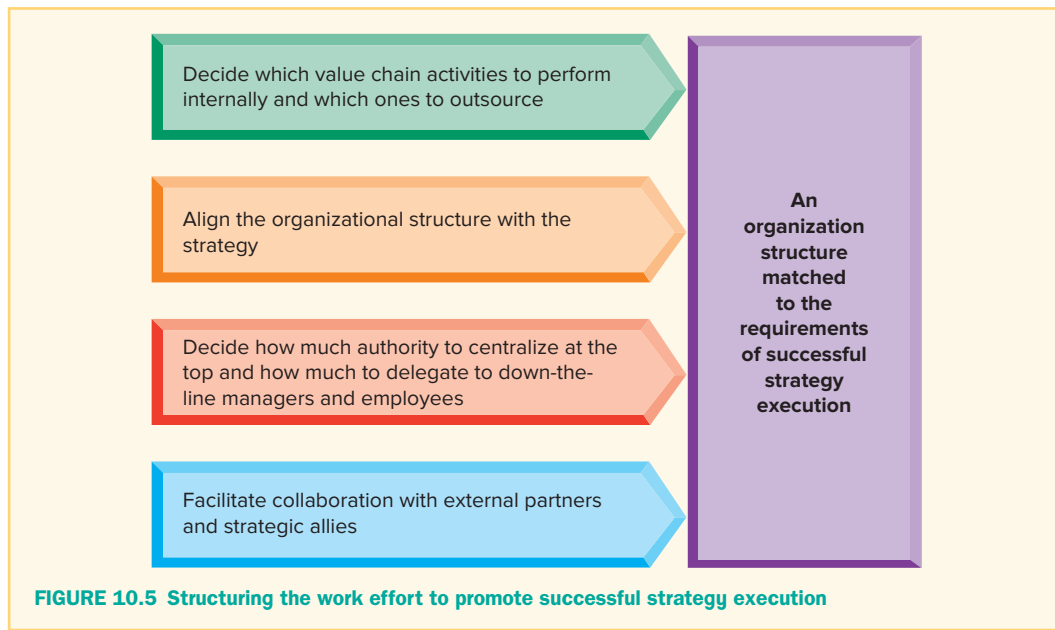 Decide which value chain activities to perform
internally and which ones to outsource
Align the organizational structure with the
strategy
Decide how much authority to centralize at the
top and how much to delegate to down-the-
line managers and employees
Facilitate collaboration with external partners
and strategic allies
An
organization
structure
matched
to the
requirements
of successful
strategy
execution
FIGURE 10.5 Structuring the work effort to promote successful strategy execution